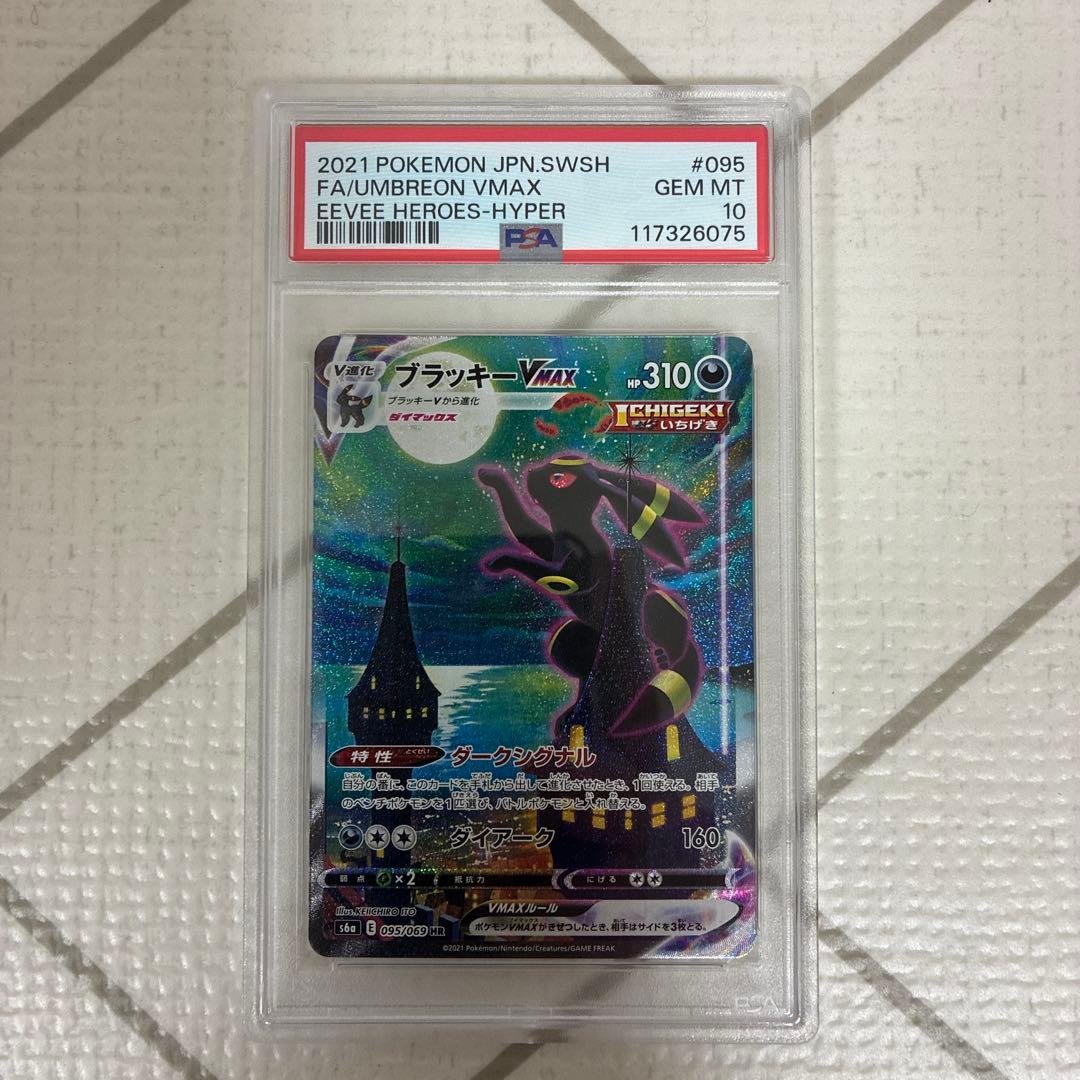 2021 POKEMON JPN.SWSH #095
FA/UMBREON VMAX GEM MT
EEVEE HEROES-HYPER 10
PSA 117326075
V進化 ブラッキーVMAX HP310
ブラッキーVから進化
ダイマックス
ICHIGEKI
いちげき
特性 とくせい ダークシグナル
自分の番に、このカードを手札から出して進化させたとき、1回使える。相手
のベンチポケモンを1匹選び、バトルポケモンと入れ替える。
ダイアーク 160
弱点 ×2 抵抗力 にげる
Illus. KEIICHIRO ITO
VMAXルール
ポケモンVMAXがきぜつしたとき、相手はサイドを3枚とる。
s6a E 095/069 HR
©2021 Pokémon/Nintendo/Creatures/GAME FREAK
PSA